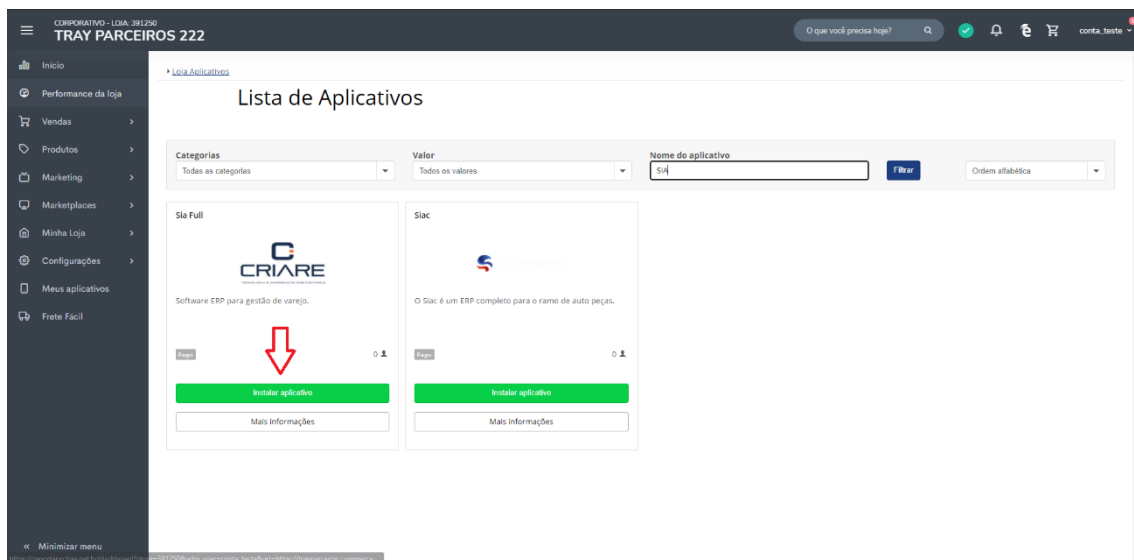 CORPORATIVO - LOJA: 391250
TRAY PARCEIROS 222
O que você precisa hoje?
conta_teste
Início
Performance da loja
Vendas
Produtos
Marketing
Marketplaces
Minha Loja
Configurações
Meus aplicativos
Frete Fácil
Minimizar menu
Loja Aplicativos
Lista de Aplicativos
Categorias
Todas as categorias
Valor
Todos os valores
Nome do aplicativo
SIA
Filtrar
Ordem alfabética
Sia Full
CRIARE
Software ERP para gestão de varejo.
Pago
0
Instalar aplicativo
Mais informações
Siac
O Siac é um ERP completo para o ramo de auto peças.
Pago
0
Instalar aplicativo
Mais informações